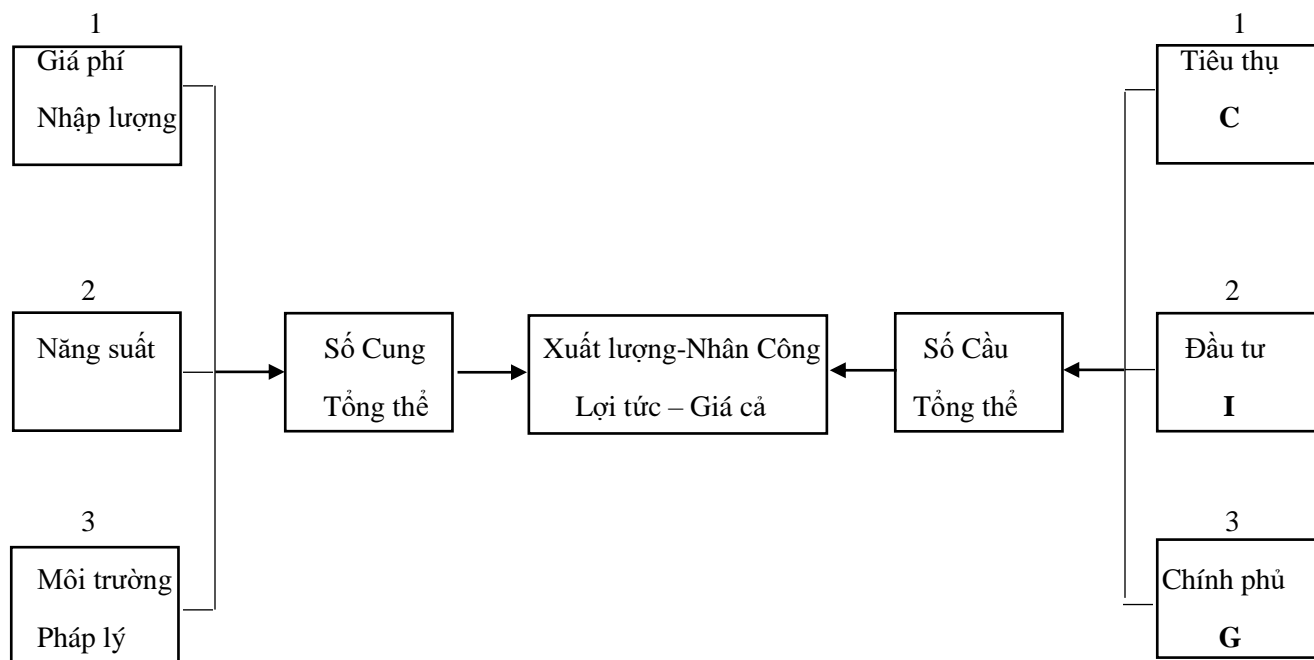 1
Giá phí
Nhập lượng
2
Năng suất
3
Môi trường
Pháp lý
Số Cung
Tổng thể
Xuất lượng-Nhân Công
Lợi tức – Giá cả
Số Cầu
Tổng thể
1
Tiêu thụ
C
2
Đầu tư
I
3
Chính phủ
G